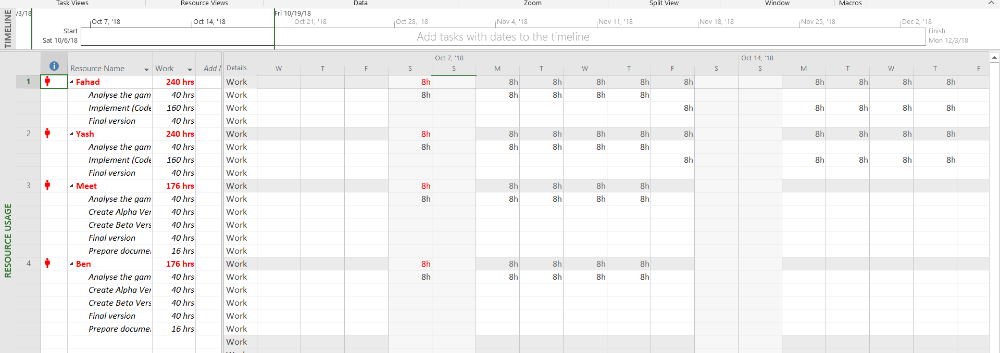 Task Views Resource Views Data Zoom Split View Window Macros
TIMELINE
/3/18 Fri 10/19/18
Oct 7, '18 Oct 14, '18 Oct 21, '18 Oct 28, '18 Nov 4, '18 Nov 11, '18 Nov 18, '18 Nov 25, '18 Dec 2, '18
Start
Sat 10/6/18
Add tasks with dates to the timeline
Finish
Mon 12/3/18
RESOURCE USAGE
Oct 7, '18 Oct 14, '18
Resource Name Work Add Details W T F S S M T W T F S S M T W T F
1 Fahad 240 hrs Work 8h 8h 8h 8h 8h 8h 8h 8h 8h 8h
Analyse the gam 40 hrs Work 8h 8h 8h 8h 8h
Implement (Code 160 hrs Work 8h 8h 8h 8h 8h
Final version 40 hrs Work
2 Yash 240 hrs Work 8h 8h 8h 8h 8h 8h 8h 8h 8h 8h
Analyse the gam 40 hrs Work 8h 8h 8h 8h 8h
Implement (Code 160 hrs Work 8h 8h 8h 8h 8h
Final version 40 hrs Work
3 Meet 176 hrs Work 8h 8h 8h 8h 8h
Analyse the gam 40 hrs Work 8h 8h 8h 8h 8h
Create Alpha Ver 40 hrs Work
Create Beta Vers 40 hrs Work
Final version 40 hrs Work
Prepare docume 16 hrs Work
4 Ben 176 hrs Work 8h 8h 8h 8h 8h
Analyse the gam 40 hrs Work 8h 8h 8h 8h 8h
Create Alpha Ver 40 hrs Work
Create Beta Vers 40 hrs Work
Final version 40 hrs Work
Prepare docume 16 hrs Work
Work